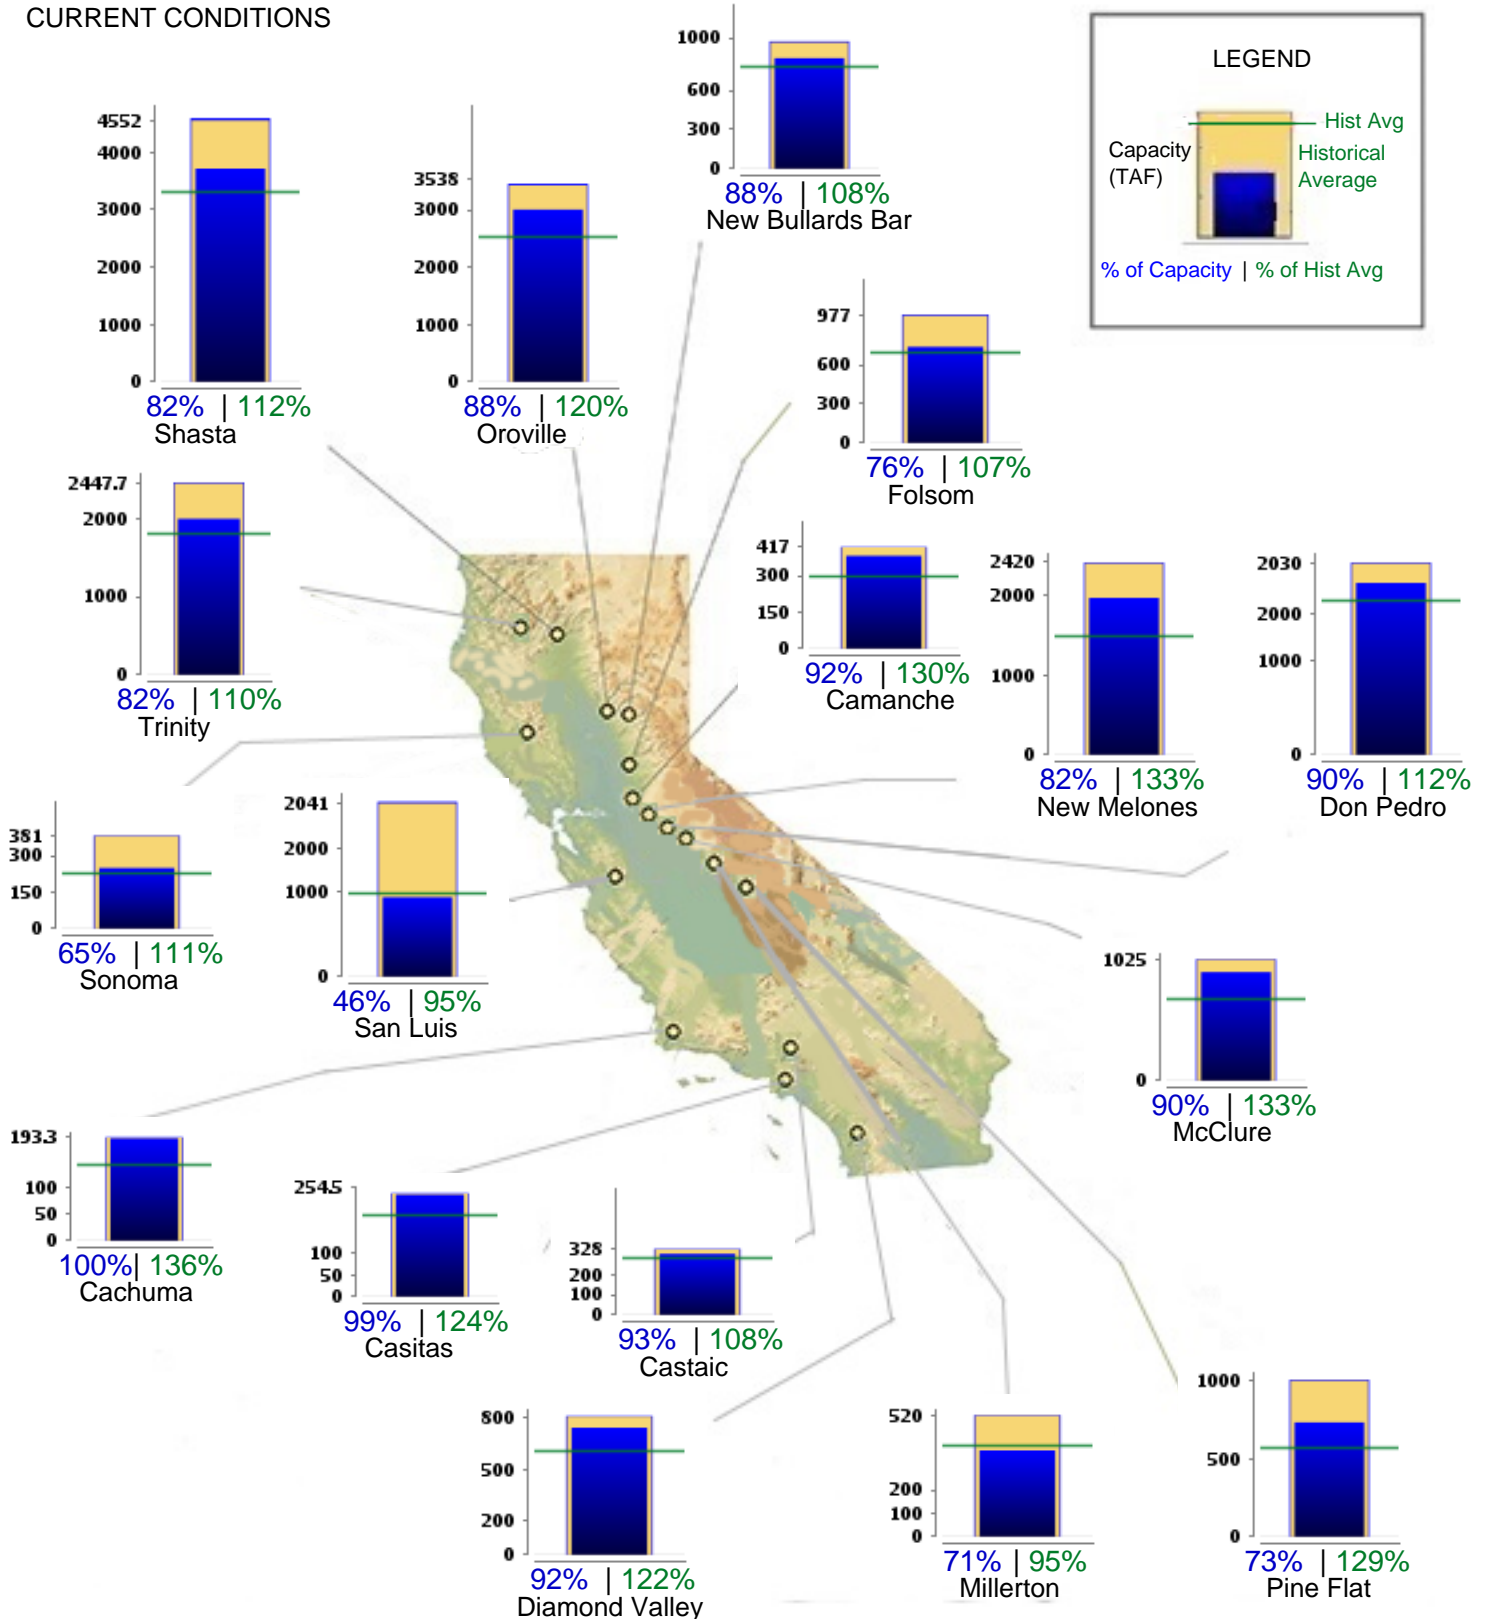 CURRENT CONDITIONS
1000
600
300
0
88% | 108%
New Bullards Bar
LEGEND
Hist Avg
Capacity
(TAF)
Historical
Average
% of Capacity | % of Hist Avg
4552
4000
3000
2000
1000
0
82% | 112%
Shasta
3538
3000
2000
1000
0
88% | 120%
Oroville
977
600
300
0
76% | 107%
Folsom
2447.7
2000
1000
0
82% | 110%
Trinity
417
300
150
0
92% | 130%
Camanche
2420
2000
1000
0
82% | 133%
New Melones
2030
2000
1000
0
90% | 112%
Don Pedro
381
300
150
0
65% | 111%
Sonoma
2041
2000
1000
0
46% | 95%
San Luis
1025
0
90% | 133%
McClure
193.3
100
50
0
100% | 136%
Cachuma
254.5
100
50
0
99% | 124%
Casitas
328
200
100
0
93% | 108%
Castaic
800
500
200
0
92% | 122%
Diamond Valley
520
200
100
0
71% | 95%
Millerton
1000
500
0
73% | 129%
Pine Flat